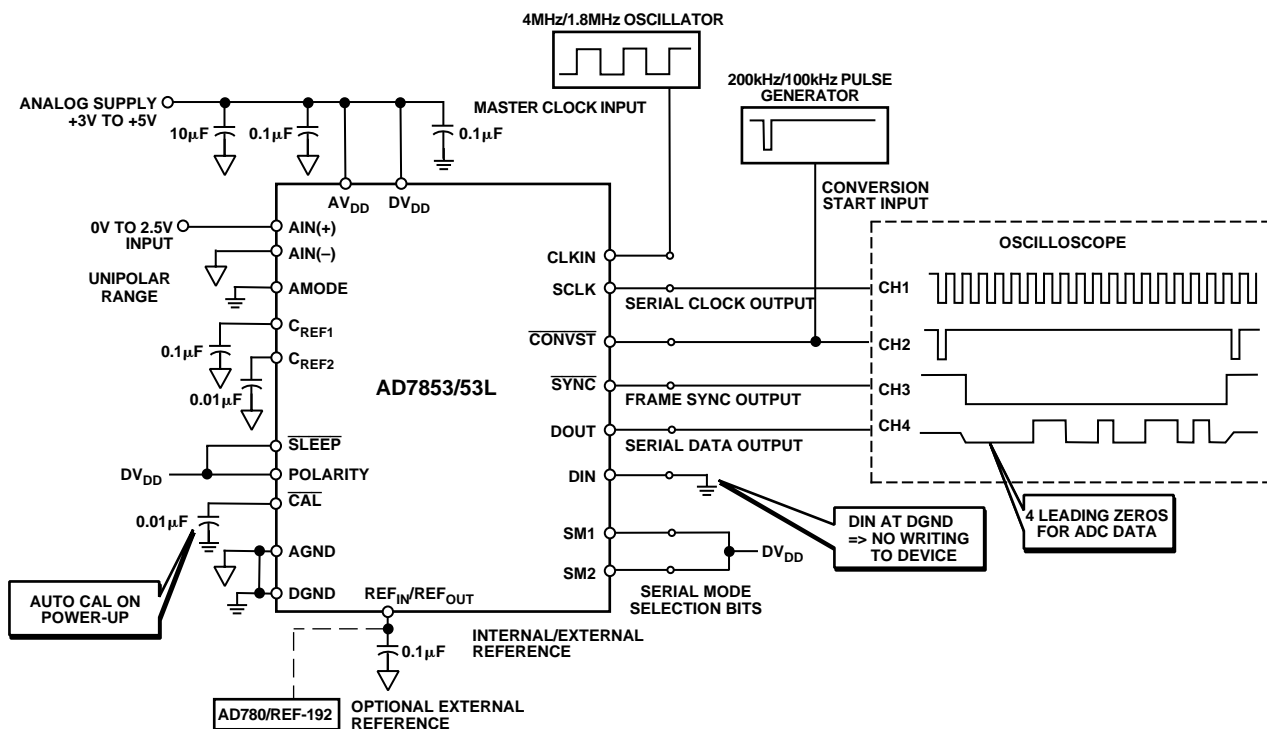 4MHz/1.8MHz OSCILLATOR
MASTER CLOCK INPUT
200kHz/100kHz PULSE
GENERATOR
CONVERSION
START INPUT
ANALOG SUPPLY
+3V TO +5V
10µF
0.1µF
0.1µF
AVDD
DVDD
0V TO 2.5V
INPUT
AIN(+)
AIN(–)
UNIPOLAR
RANGE
AMODE
CREF1
0.1µF
CREF2
0.01µF
AD7853/53L
SLEEP
DVDD
POLARITY
CAL
0.01µF
AGND
DGND
AUTO CAL ON
POWER-UP
REFIN/REFOUT
0.1µF
INTERNAL/EXTERNAL
REFERENCE
AD780/REF-192
OPTIONAL EXTERNAL
REFERENCE
CLKIN
SCLK
SERIAL CLOCK OUTPUT
CONVST
SYNC
FRAME SYNC OUTPUT
DOUT
SERIAL DATA OUTPUT
DIN
SM1
SM2
DVDD
SERIAL MODE
SELECTION BITS
DIN AT DGND
=> NO WRITING
TO DEVICE
OSCILLOSCOPE
CH1
CH2
CH3
CH4
4 LEADING ZEROS
FOR ADC DATA